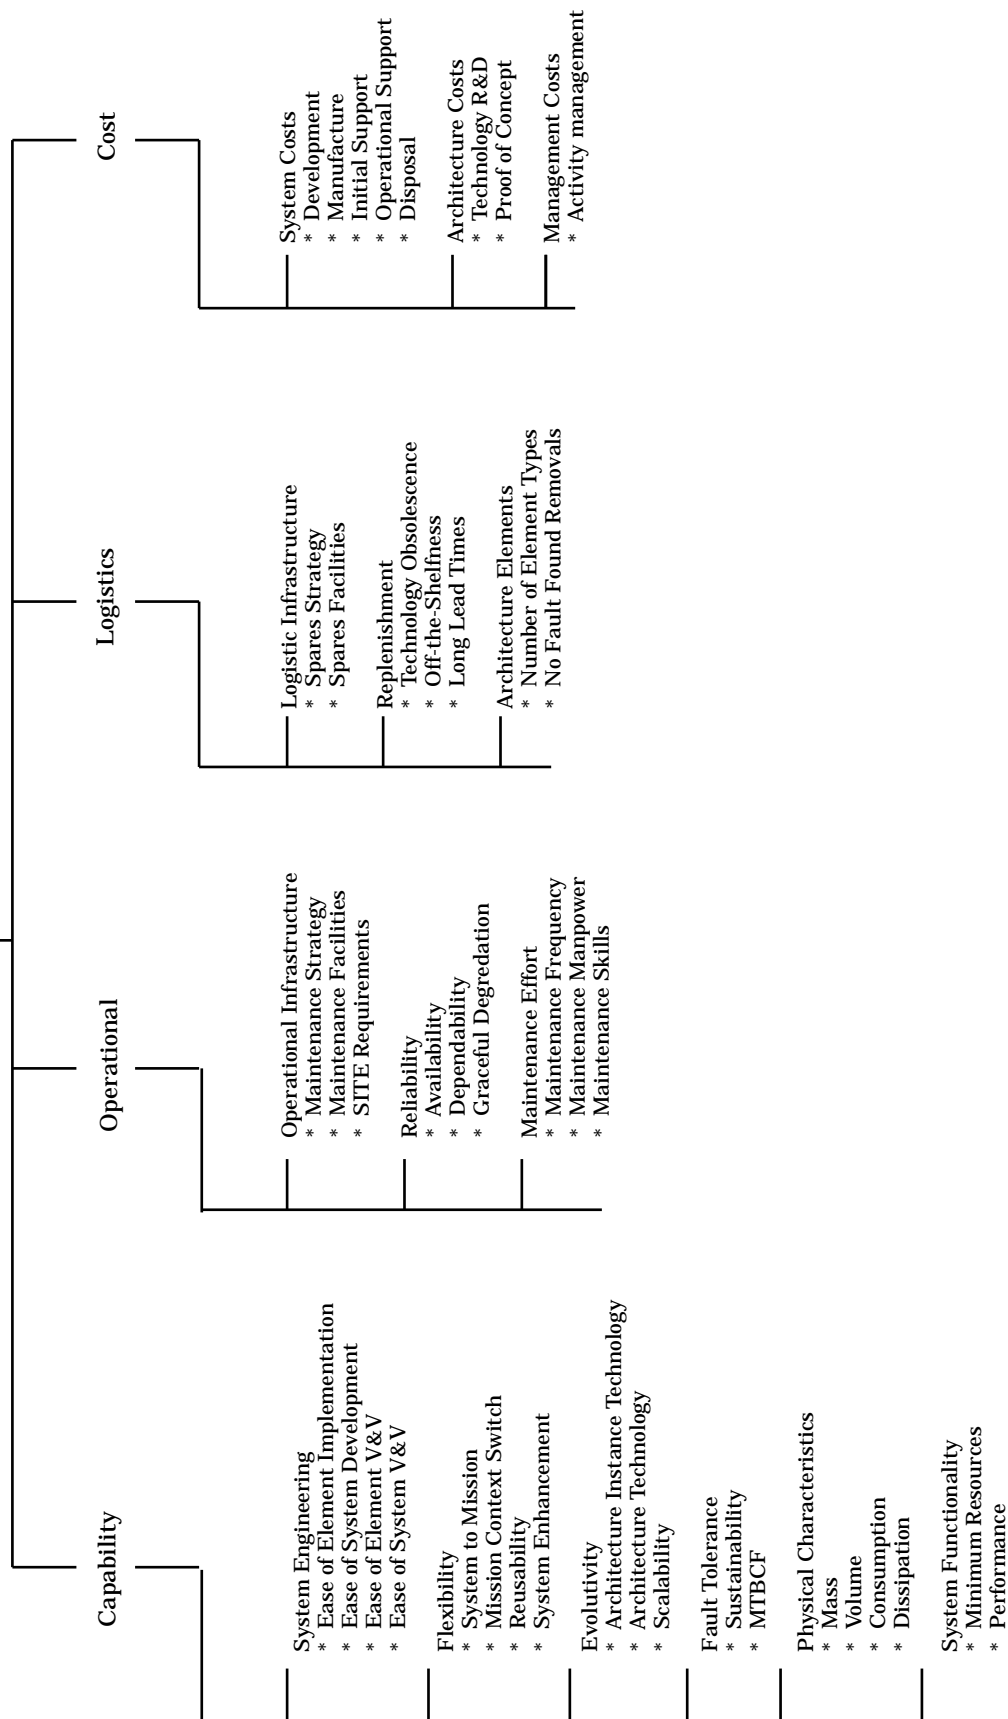 Capability
System Engineering
* Ease of Element Implementation
* Ease of System Development
* Ease of Element V&V
* Ease of System V&V
Flexibility
* System to Mission
* Mission Context Switch
* Reusability
* System Enhancement
Evolutivity
* Architecture Instance Technology
* Architecture Technology
* Scalability
Fault Tolerance
* Sustainability
* MTBCF
Physical Characteristics
* Mass
* Volume
* Consumption
* Dissipation
System Functionality
* Minimum Resources
* Performance
Operational
Operational Infrastructure
* Maintenance Strategy
* Maintenance Facilities
* SITE Requirements
Reliability
* Availability
* Dependability
* Graceful Degredation
Maintenance Effort
* Maintenance Frequency
* Maintenance Manpower
* Maintenance Skills
Logistics
Logistic Infrastructure
* Spares Strategy
* Spares Facilities
Replenishment
* Technology Obsolescence
* Off-the-Shelfness
* Long Lead Times
Architecture Elements
* Number of Element Types
* No Fault Found Removals
Cost
System Costs
* Development
* Manufacture
* Initial Support
* Operational Support
* Disposal
Architecture Costs
* Technology R&D
* Proof of Concept
Management Costs
* Activity management